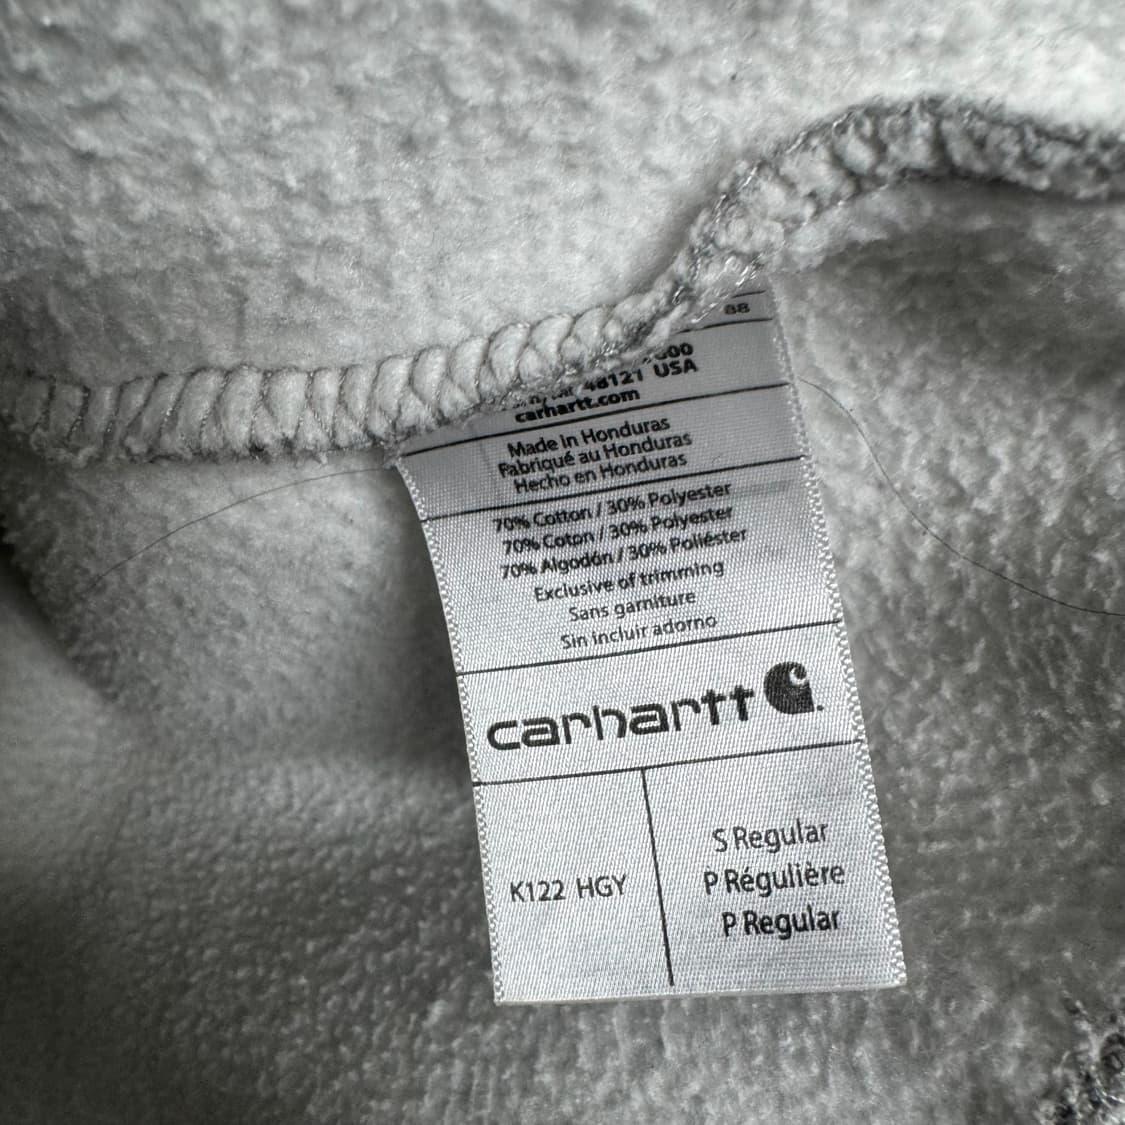 88
48121 USA
carhartt.com
Made in Honduras
Fabriqué au Honduras
Hecho en Honduras
70% Cotton / 30% Polyester
70% Coton / 30% Polyester
70% Algodón / 30% Poliéster
Exclusive of trimming
Sans garniture
Sin incluir adorno
carhartt
K122 HGY
S Regular
P Régulière
P Regular